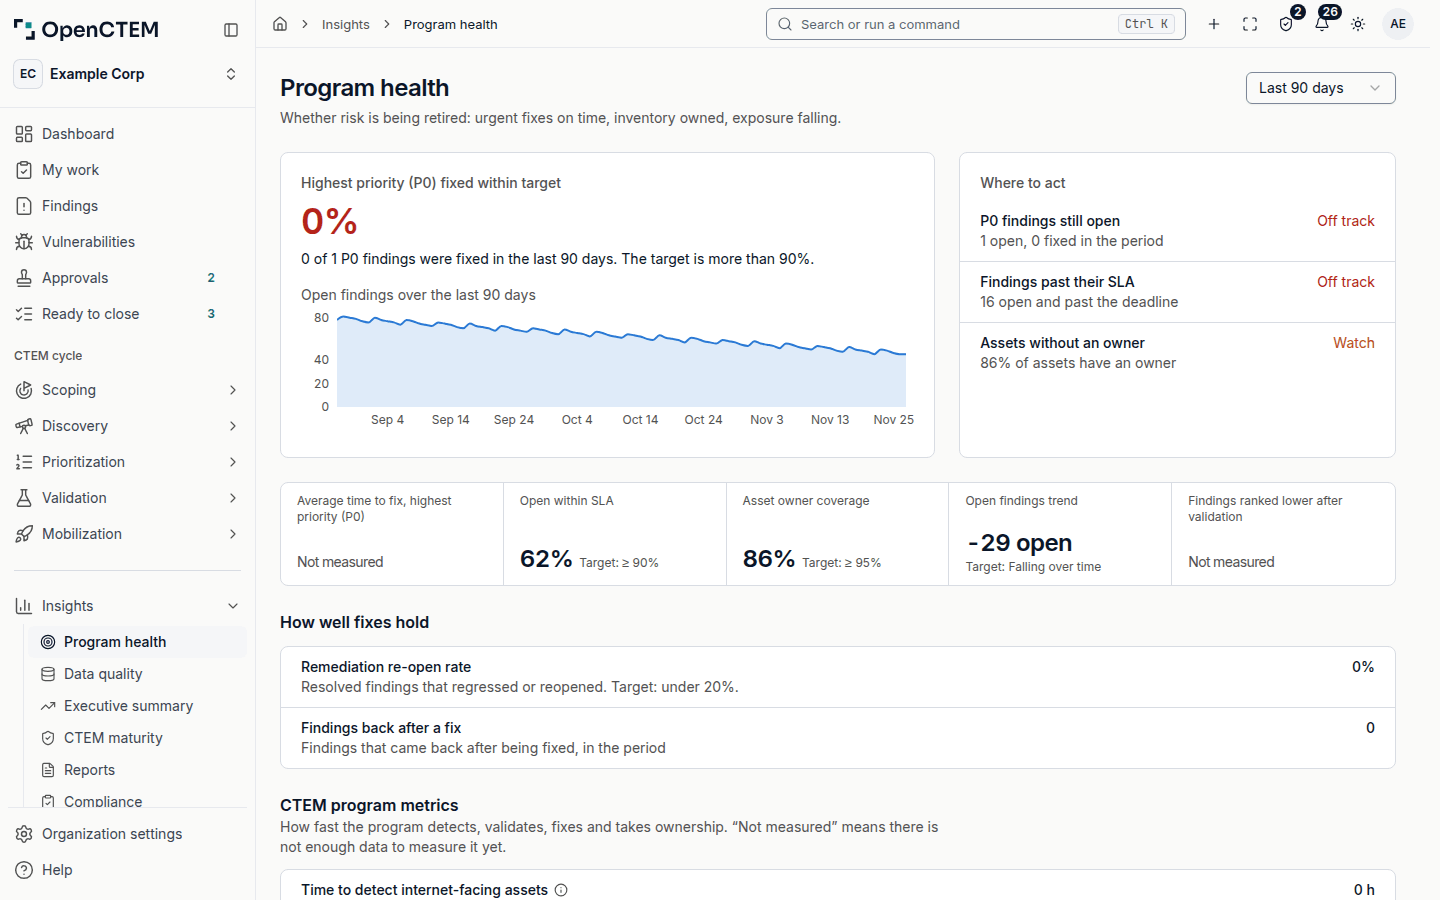 OpenCTEM
EC Example Corp
Dashboard
My work
Findings
Vulnerabilities
Approvals 2
Ready to close 3
CTEM cycle
Scoping
Discovery
Prioritization
Validation
Mobilization
Insights
Program health
Data quality
Executive summary
CTEM maturity
Reports
Compliance
Organization settings
Help
Insights Program health
Search or run a command Ctrl K
2 26 AE
Program health
Last 90 days
Whether risk is being retired: urgent fixes on time, inventory owned, exposure falling.
Highest priority (P0) fixed within target
0%
0 of 1 P0 findings were fixed in the last 90 days. The target is more than 90%.
Open findings over the last 90 days
80
40
20
0
Sep 4 Sep 14 Sep 24 Oct 4 Oct 14 Oct 24 Nov 3 Nov 13 Nov 25
Where to act
P0 findings still open Off track
1 open, 0 fixed in the period
Findings past their SLA Off track
16 open and past the deadline
Assets without an owner Watch
86% of assets have an owner
Average time to fix, highest
priority (P0)
Not measured
Open within SLA
62% Target: ≥ 90%
Asset owner coverage
86% Target: ≥ 95%
Open findings trend
-29 open
Target: Falling over time
Findings ranked lower after
validation
Not measured
How well fixes hold
Remediation re-open rate 0%
Resolved findings that regressed or reopened. Target: under 20%.
Findings back after a fix 0
Findings that came back after being fixed, in the period
CTEM program metrics
How fast the program detects, validates, fixes and takes ownership. “Not measured” means there is
not enough data to measure it yet.
Time to detect internet-facing assets 0 h